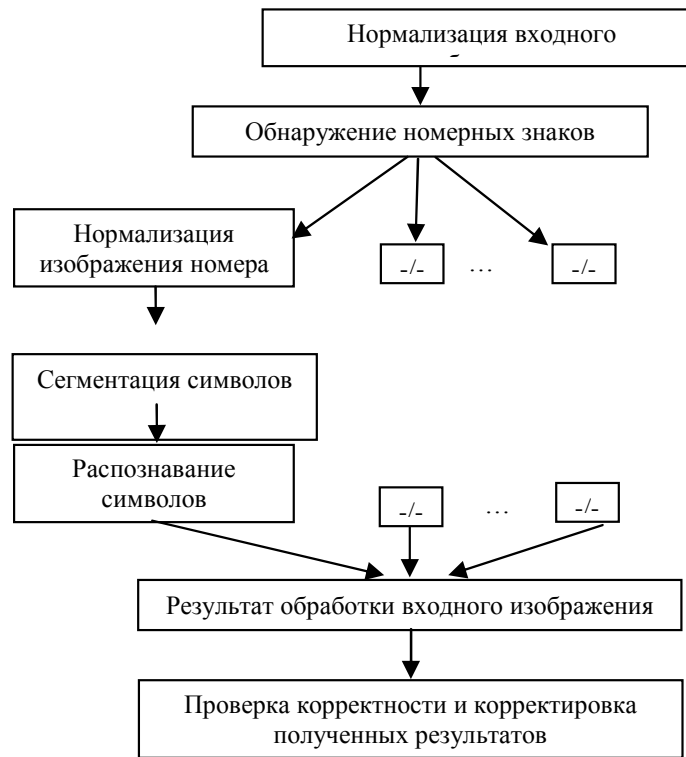 Нормализация входного
Обнаружение номерных знаков
Нормализация
изображения номера
-/- ... -/-
Сегментация символов
Распознавание
символов
-/- ... -/-
Результат обработки входного изображения
Проверка корректности и корректировка
полученных результатов